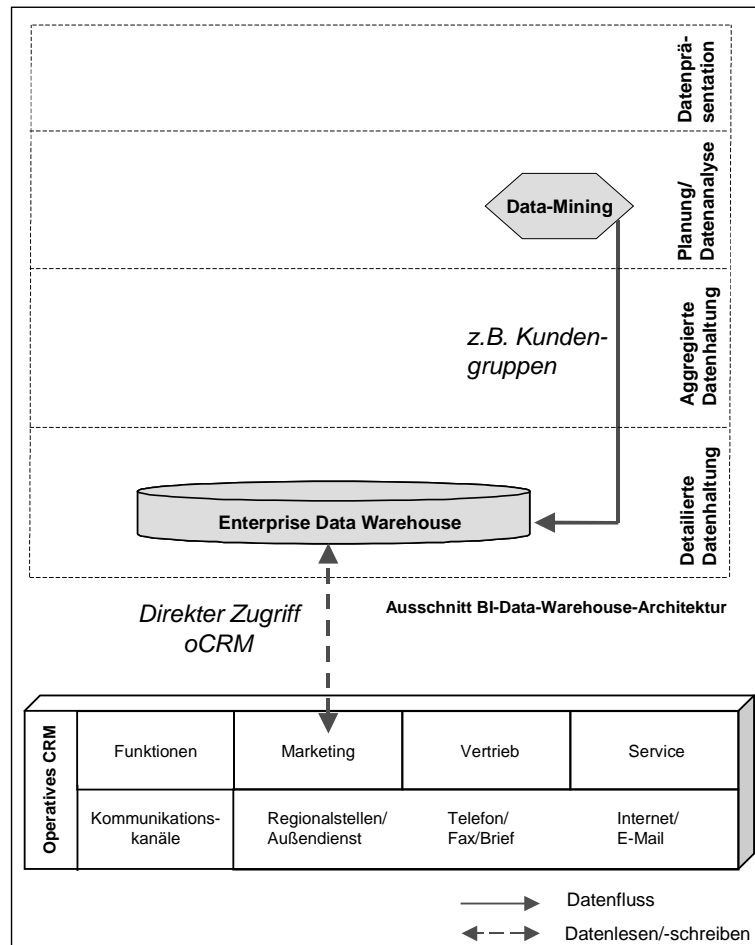 Datenprä-
sentation
Planung/
Datenanalyse
Data-Mining
Aggregierte
Datenhaltung
z.B. Kunden-
gruppen
Detailierte
Datenhaltung
Enterprise Data Warehouse
Direkter Zugriff
oCRM
Ausschnitt BI-Data-Warehouse-Architektur
Operatives CRM
Funktionen
Marketing
Vertrieb
Service
Kommunikations-
kanäle
Regionalstellen/
Außendienst
Telefon/
Fax/Brief
Internet/
E-Mail
Datenfluss
Datenlesen/-schreiben